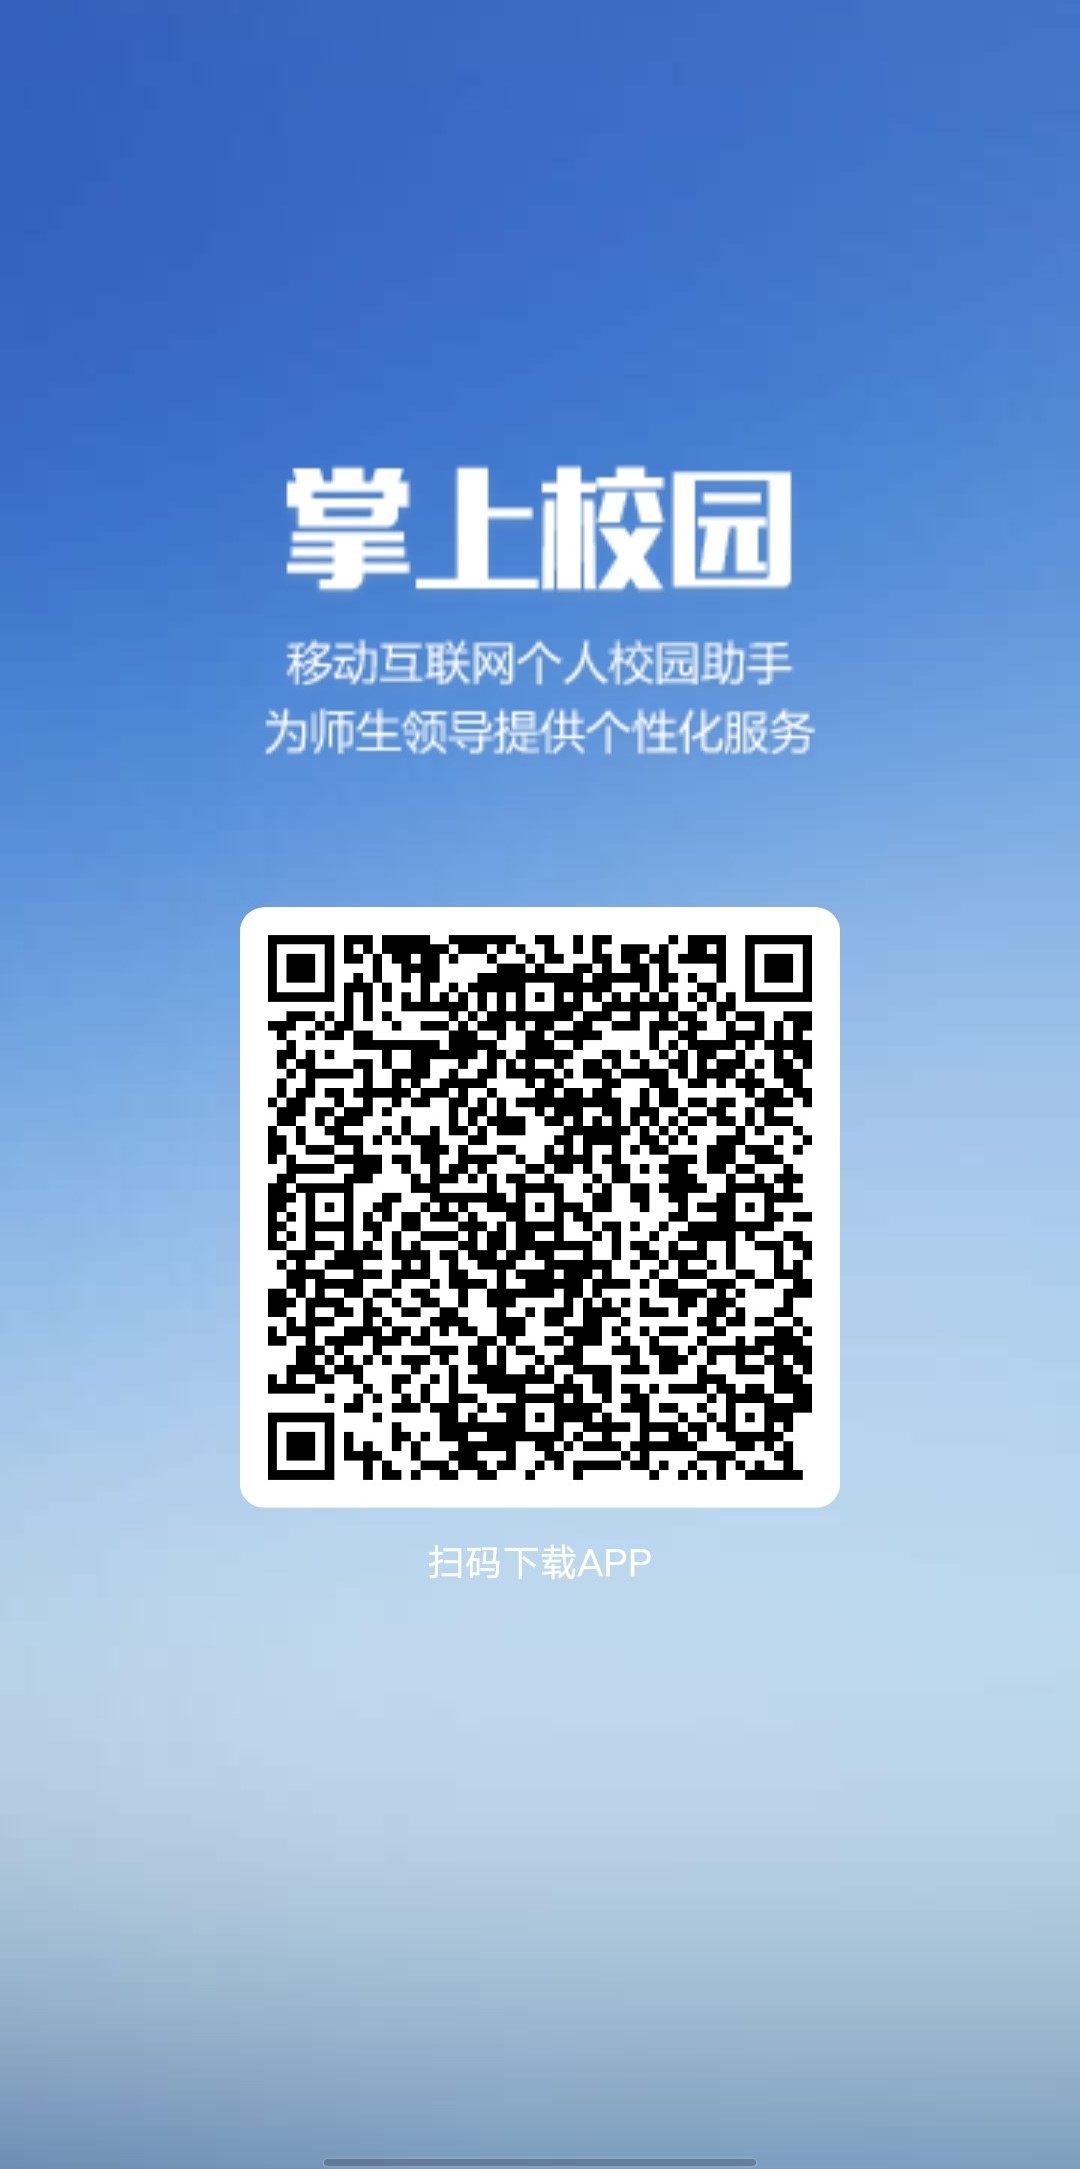 掌上校园
移动互联网个人校园助手
为师生领导提供个性化服务
扫码下载APP